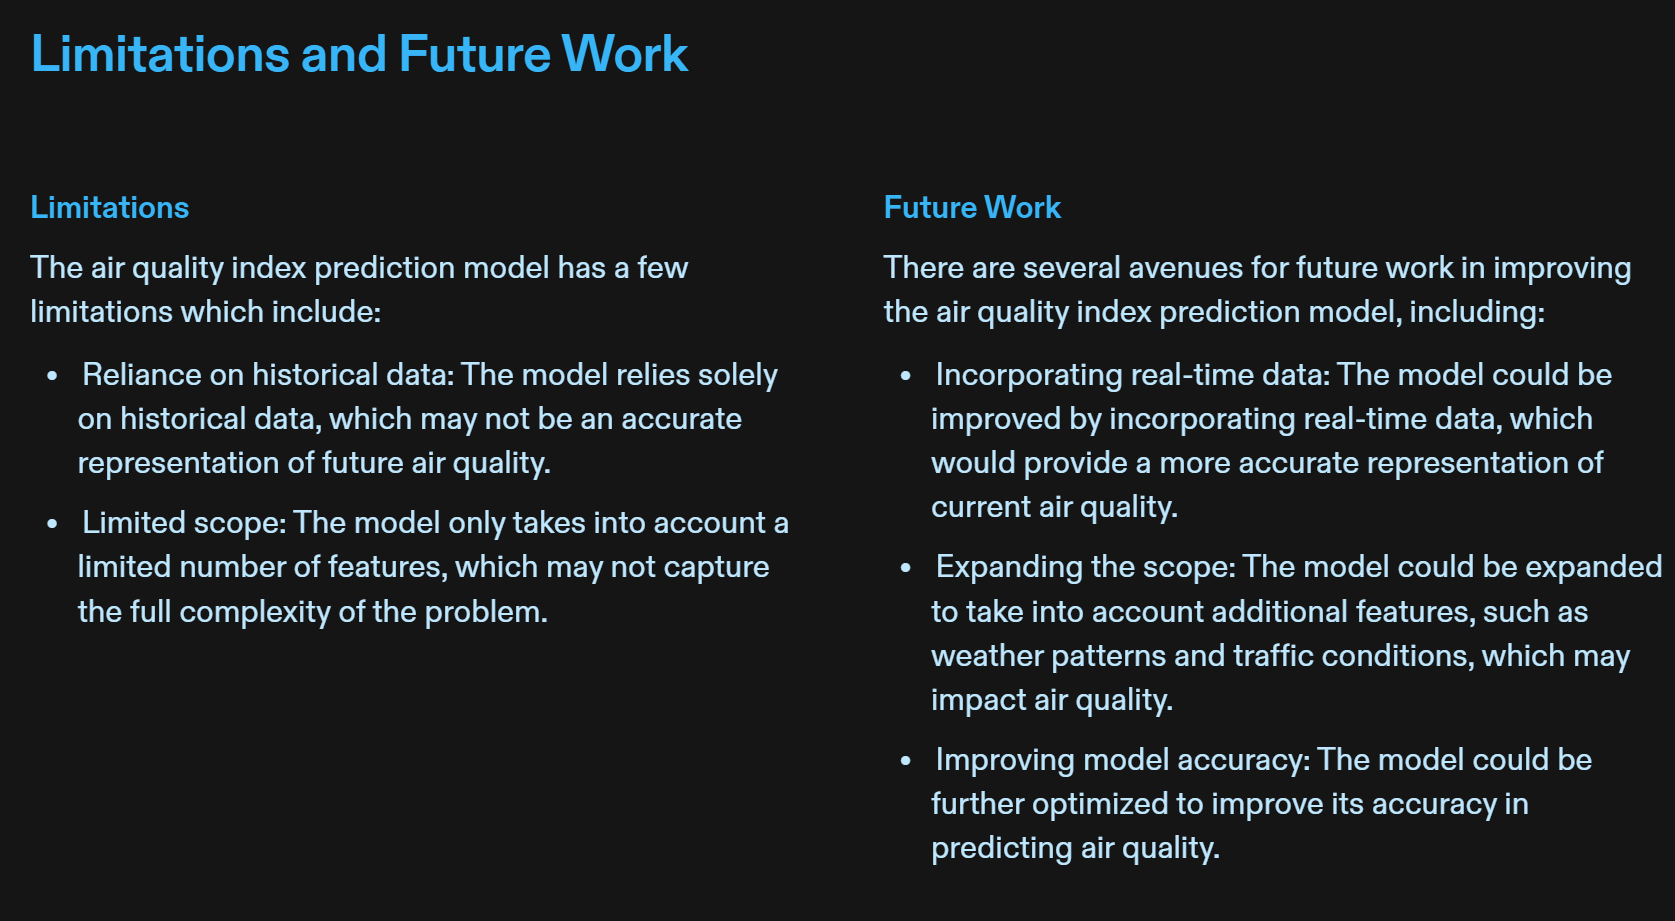 Limitations and Future Work
Limitations
The air quality index prediction model has a few
limitations which include:
• Reliance on historical data: The model relies solely
on historical data, which may not be an accurate
representation of future air quality.
• Limited scope: The model only takes into account a
limited number of features, which may not capture
the full complexity of the problem.
Future Work
There are several avenues for future work in improving
the air quality index prediction model, including:
• Incorporating real-time data: The model could be
improved by incorporating real-time data, which
would provide a more accurate representation of
current air quality.
• Expanding the scope: The model could be expanded
to take into account additional features, such as
weather patterns and traffic conditions, which may
impact air quality.
• Improving model accuracy: The model could be
further optimized to improve its accuracy in
predicting air quality.